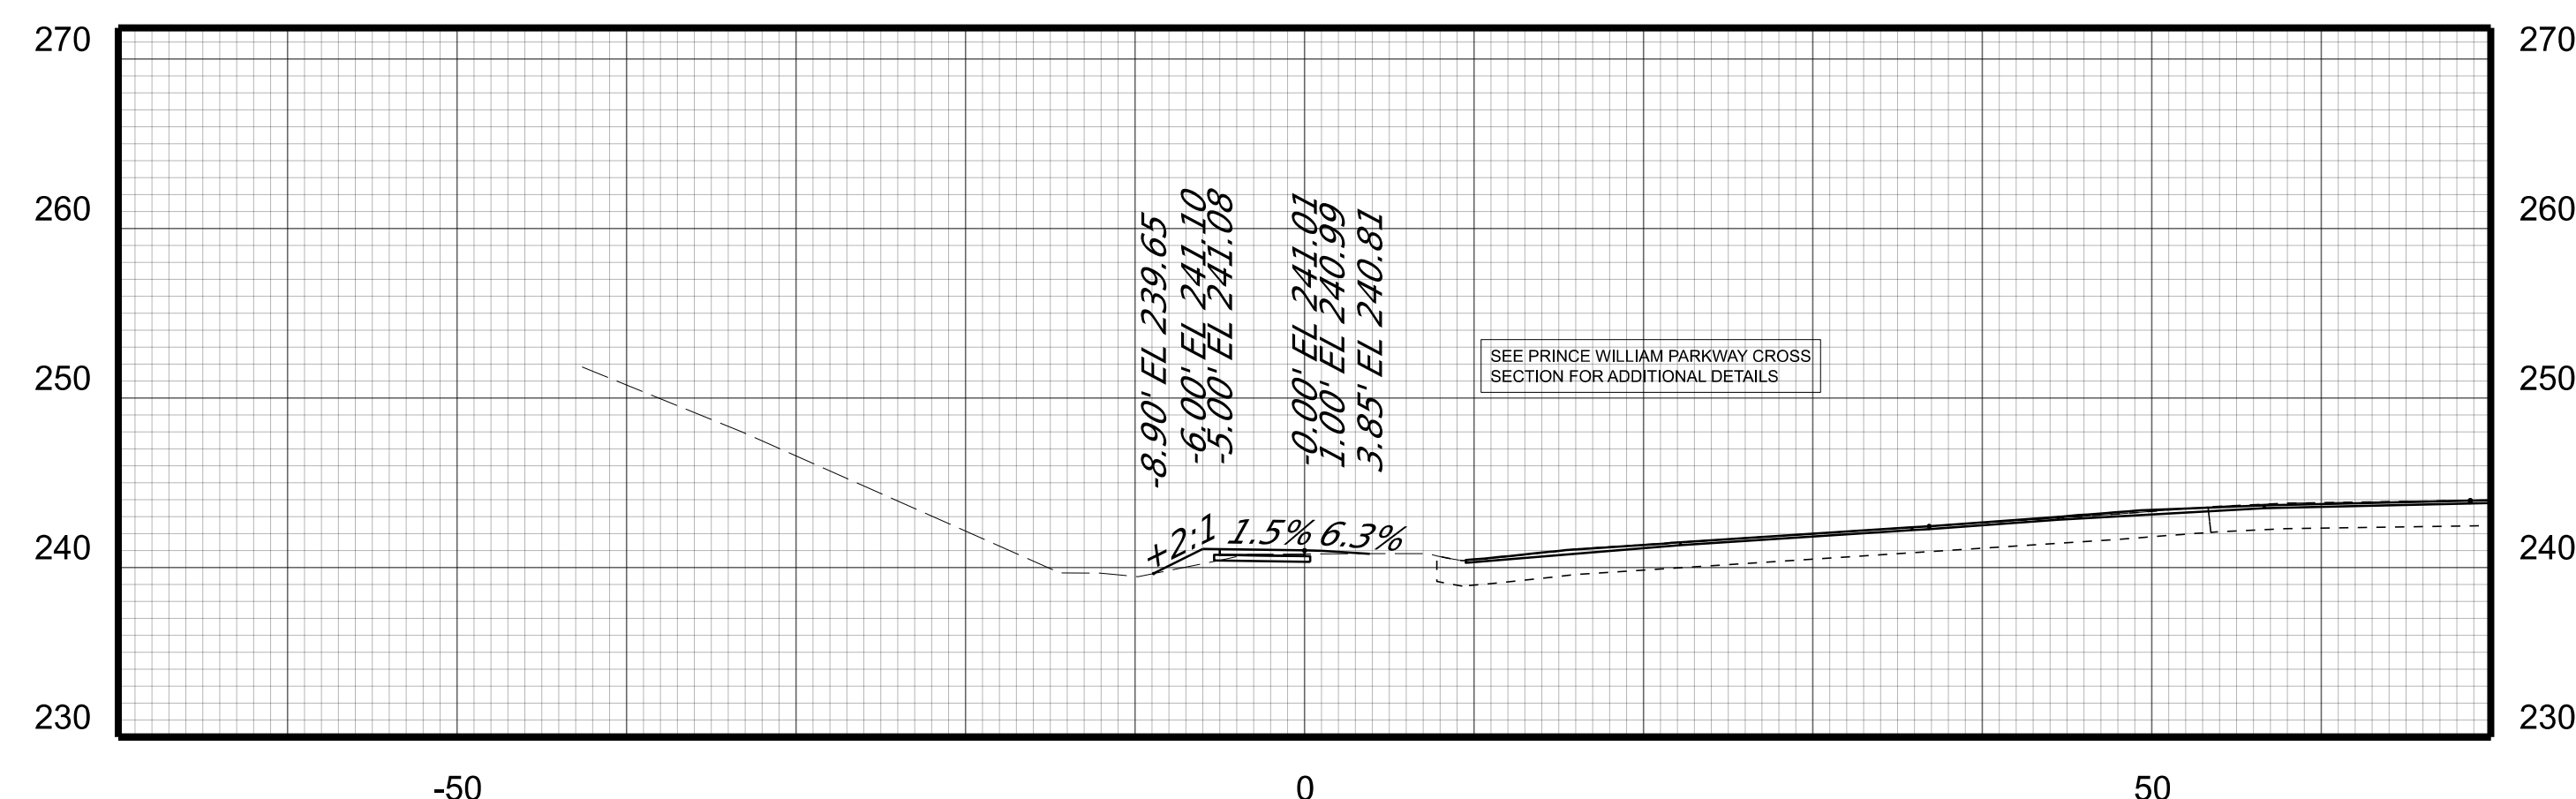 270
270
260
260
250
250
240
240
230
230
-8.90' EL 239.65
-6.00' EL 241.10
-5.00' EL 241.08
-0.00' EL 241.01
1.00' EL 240.99
3.85' EL 240.81
SEE PRINCE WILLIAM PARKWAY CROSS
SECTION FOR ADDITIONAL DETAILS
+2:1
1.5%
6.3%
-50
0
50